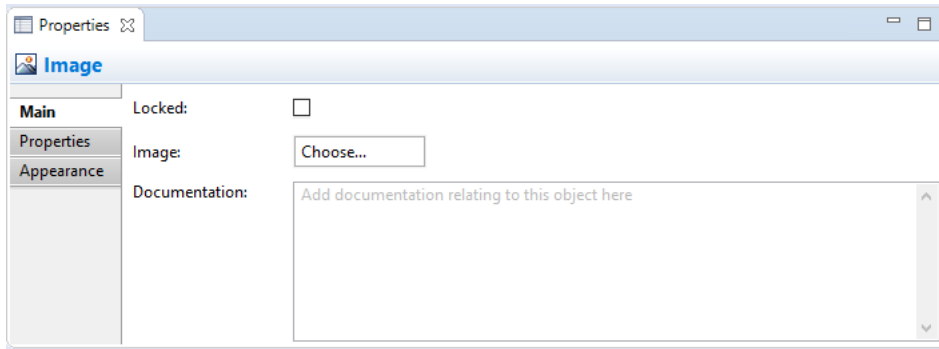 Properties
Image
Main
Properties
Appearance
Locked:
Image:
Choose...
Documentation:
Add documentation relating to this object here